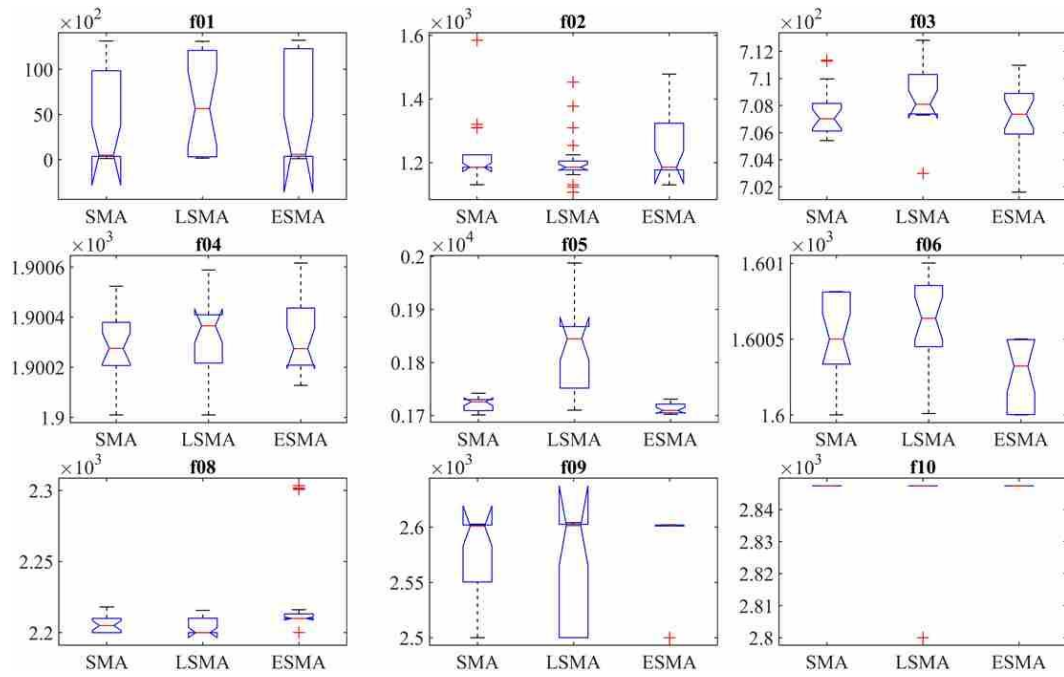 ×10² f01
100
50
0
SMA LSMA ESMA
×10³ f02
1.6
1.4
1.2
SMA LSMA ESMA
×10² f03
7.12
7.1
7.08
7.06
7.04
7.02
SMA LSMA ESMA
×10³ f04
1.9006
1.9004
1.9002
1.9
SMA LSMA ESMA
×10⁴ f05
0.2
0.19
0.18
0.17
SMA LSMA ESMA
×10³ f06
1.601
1.6005
1.6
SMA LSMA ESMA
×10³ f08
2.3
2.25
2.2
SMA LSMA ESMA
×10³ f09
2.6
2.55
2.5
SMA LSMA ESMA
×10³ f10
2.84
2.83
2.82
2.81
2.8
SMA LSMA ESMA